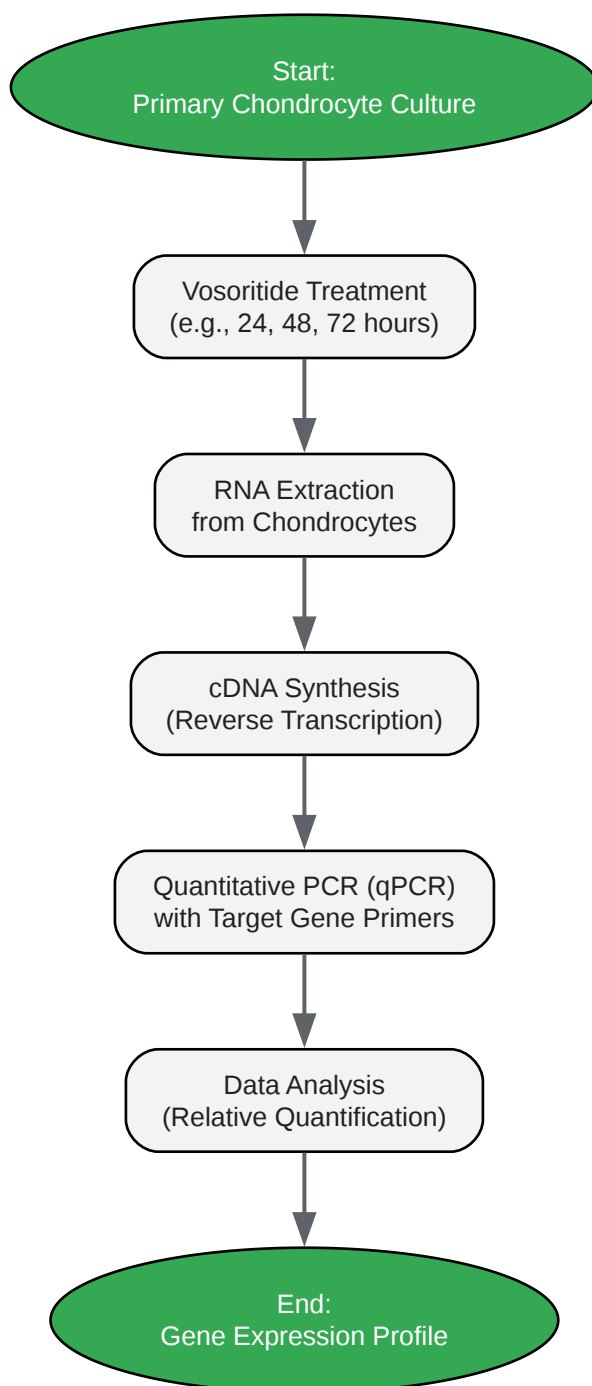 Start:
Primary Chondrocyte Culture
Vosoritide Treatment
(e.g., 24, 48, 72 hours)
RNA Extraction
from Chondrocytes
cDNA Synthesis
(Reverse Transcription)
Quantitative PCR (qPCR)
with Target Gene Primers
Data Analysis
(Relative Quantification)
End:
Gene Expression Profile